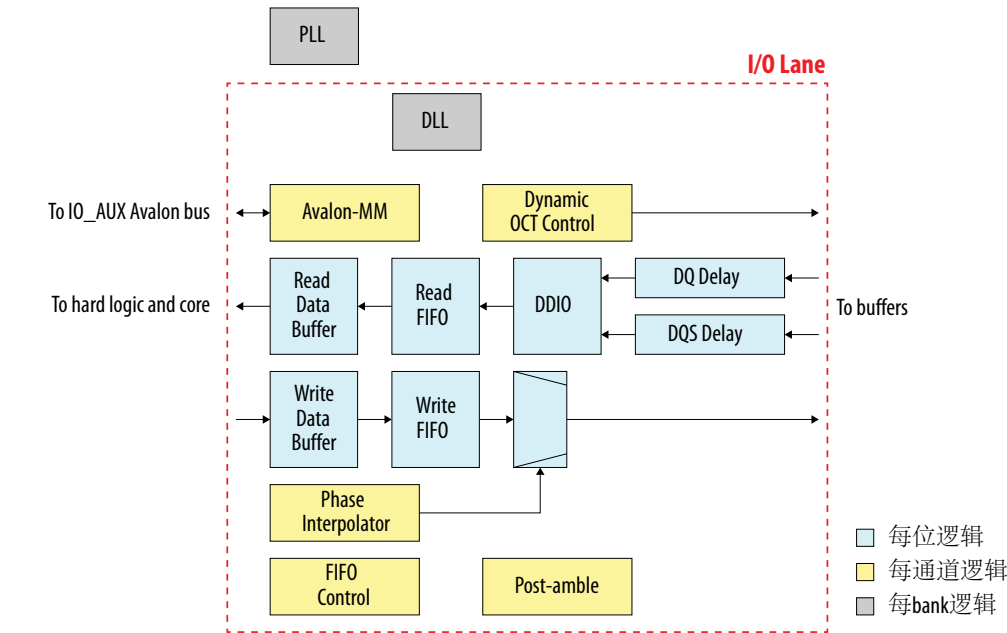 PLL
I/O Lane
DLL
To IO_AUX Avalon bus
Avalon-MM
Dynamic
OCT Control
To hard logic and core
Read
Data
Buffer
Read
FIFO
DDIO
DQ Delay
DQS Delay
To buffers
Write
Data
Buffer
Write
FIFO
Phase
Interpolator
FIFO
Control
Post-amble
每位逻辑
每通道逻辑
每bank逻辑